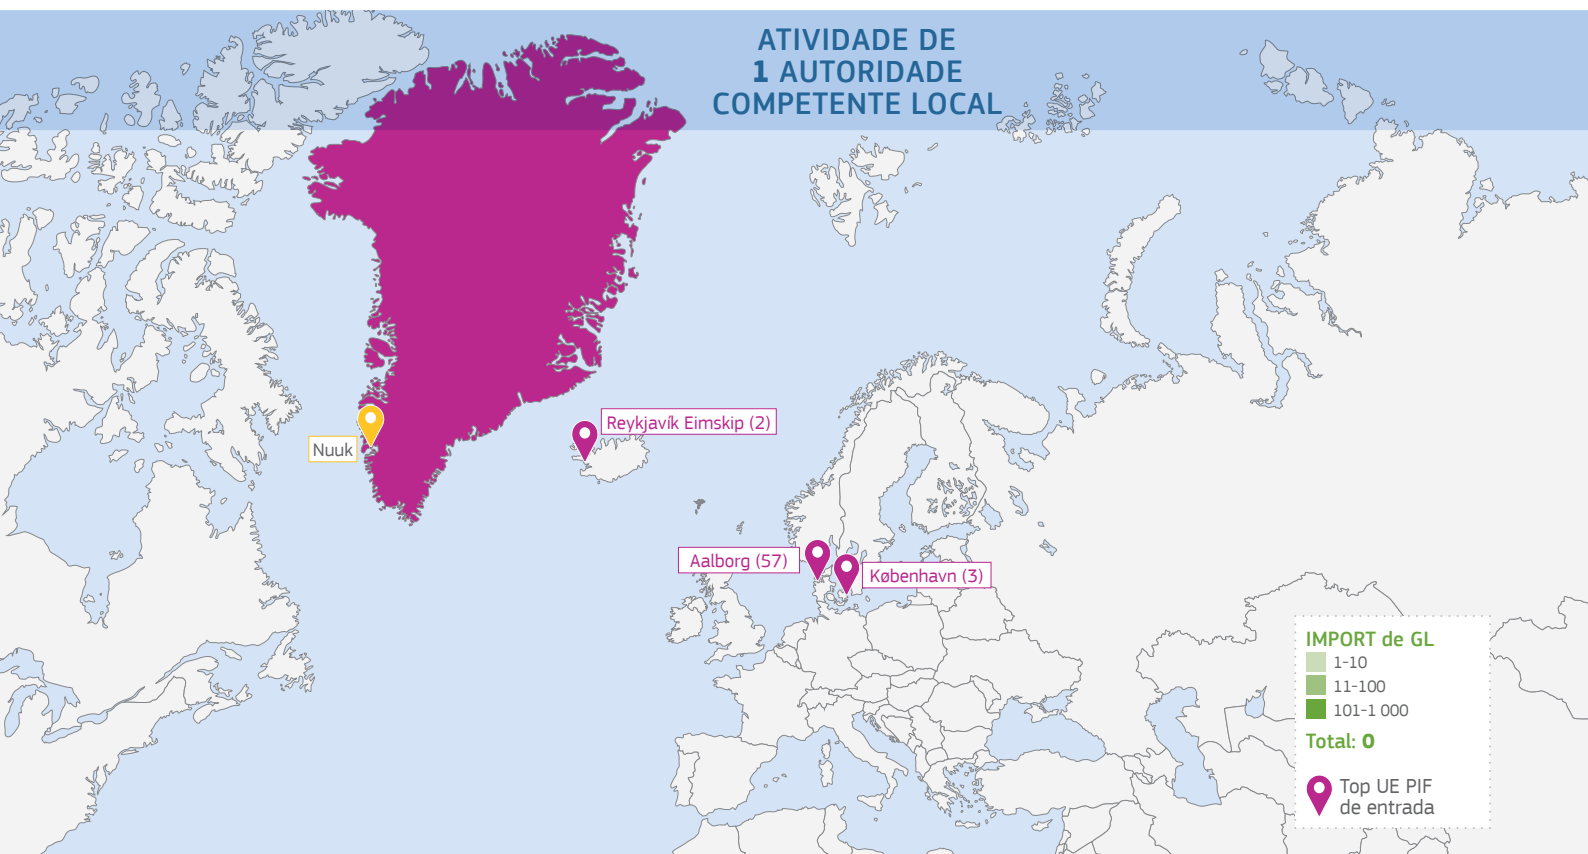 ATIVIDADE DE
1 AUTORIDADE
COMPETENTE LOCAL
Reykjavík Eimskip (2)
Nuuk
Aalborg (57)
København (3)
IMPORT de GL
1-10
11-100
101-1 000
Total: 0
Top UE PIF
de entrada